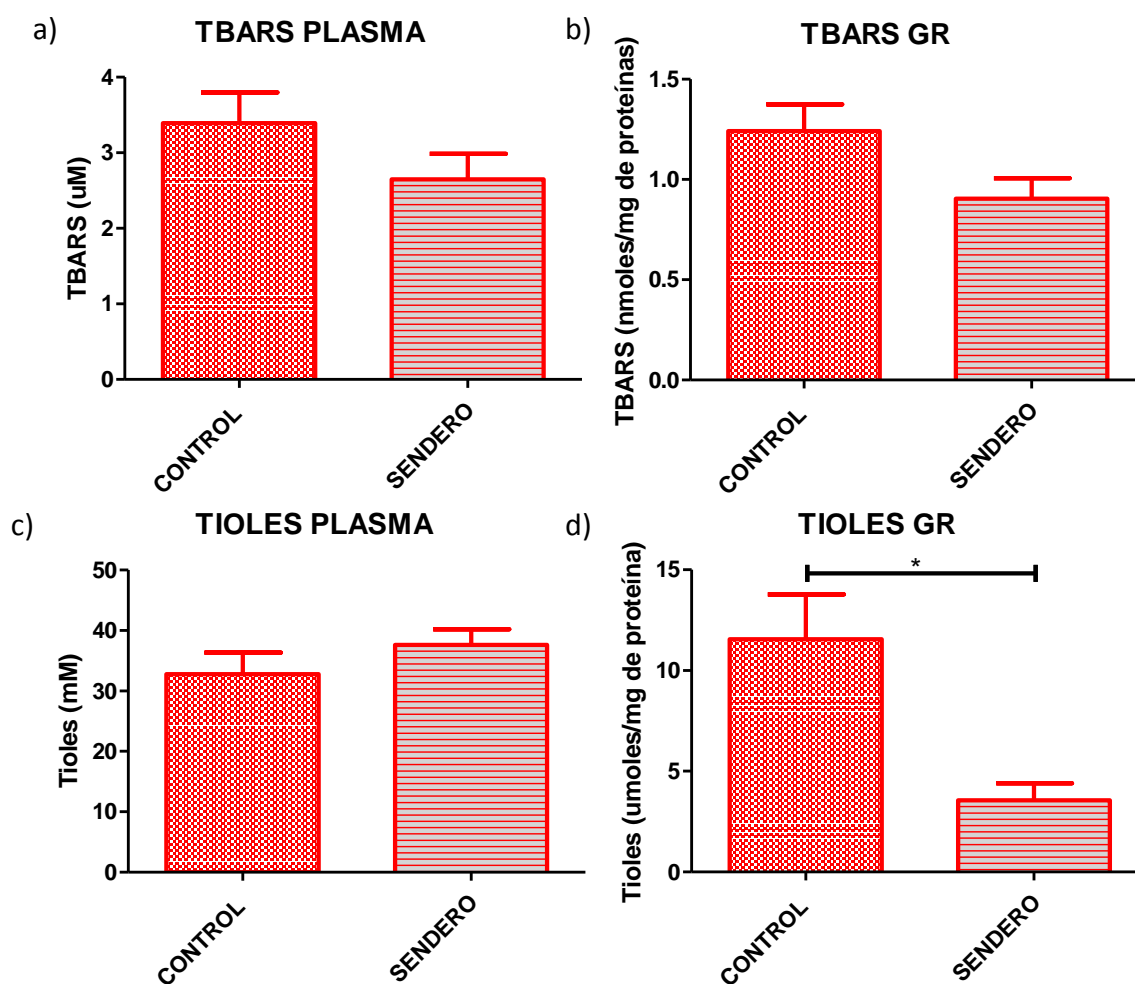 a)
TBARS PLASMA
TBARS (uM)
4
3
2
1
0
CONTROL
SENDERO
b)
TBARS GR
TBARS (nmoles/mg de proteínas)
1.5
1.0
0.5
0.0
CONTROL
SENDERO
c)
TIOLES PLASMA
Tioles (mM)
50
40
30
20
10
0
CONTROL
SENDERO
d)
TIOLES GR
Tioles (umoles/mg de proteína)
15
10
5
0
*
CONTROL
SENDERO